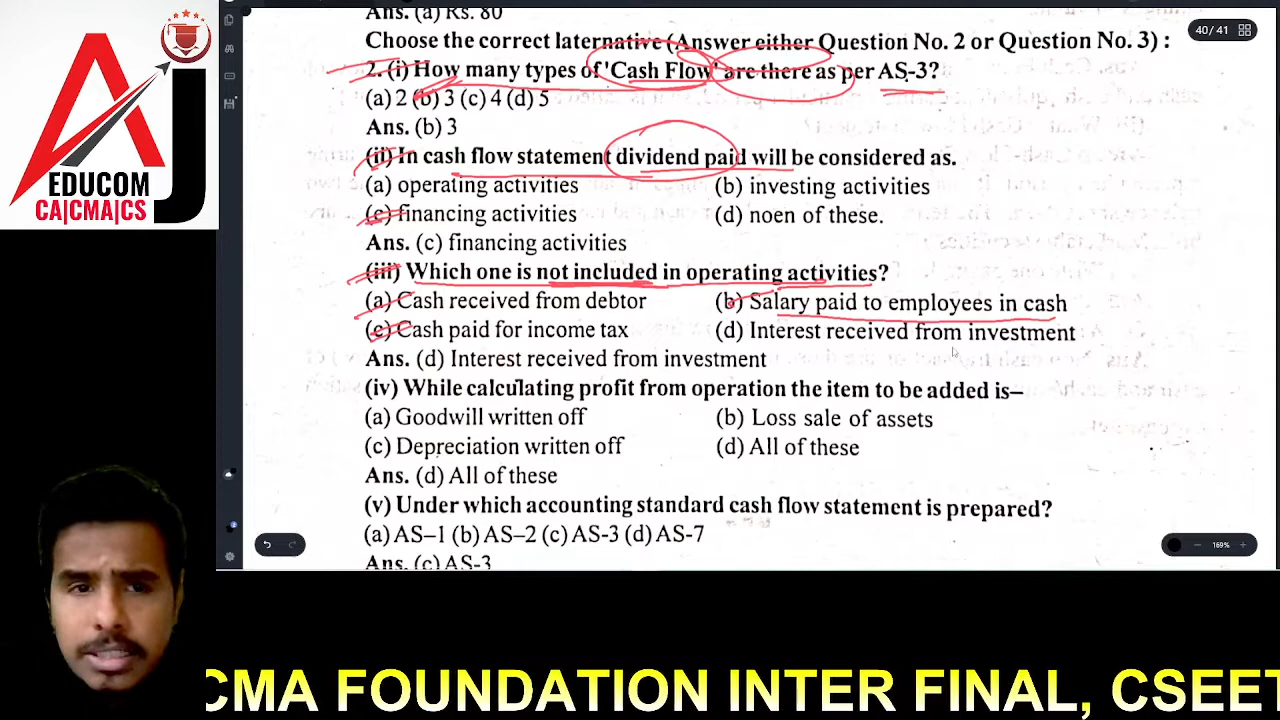 Ans. (a) Rs. 80
40 / 41
Choose the correct laternative (Answer either Question No. 2 or Question No. 3) :
2. (i) How many types of 'Cash Flow' are there as per AS-3?
(a) 2 (b) 3 (c) 4 (d) 5
Ans. (b) 3
(ii) In cash flow statement dividend paid will be considered as.
(a) operating activities (b) investing activities
(c) financing activities (d) noen of these.
Ans. (c) financing activities
(iii) Which one is not included in operating activities?
(a) Cash received from debtor (b) Salary paid to employees in cash
(c) Cash paid for income tax (d) Interest received from investment
Ans. (d) Interest received from investment
(iv) While calculating profit from operation the item to be added is–
(a) Goodwill written off (b) Loss sale of assets
(c) Depreciation written off (d) All of these
Ans. (d) All of these
(v) Under which accounting standard cash flow statement is prepared?
(a) AS–1 (b) AS–2 (c) AS-3 (d) AS-7
Ans. (c) AS-3
169%
AJ
EDUCOM
CA|CMA|CS
CMA FOUNDATION INTER FINAL, CSEET